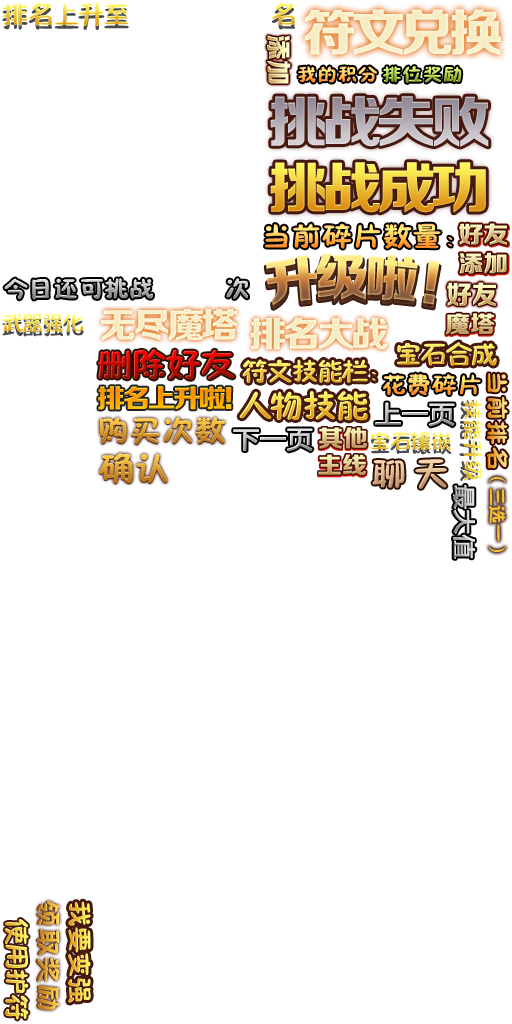 排名上升至 名
符文兑换
添加
我的积分 排位奖励
挑战失败
挑战成功
当前碎片数量：
好友
添加
升级啦！
今日还可挑战 次
好友
魔塔
武器强化
无尽魔塔
排名大战
宝石合成
删除好友
符文技能栏：
花费碎片
当前排名（三选一）
排名上升啦！
人物技能
上一页
技能升级
购买次数
下一页
其他
主线
宝石镶嵌
确认
聊天
最大值
我要变强
领取奖励
使用护符